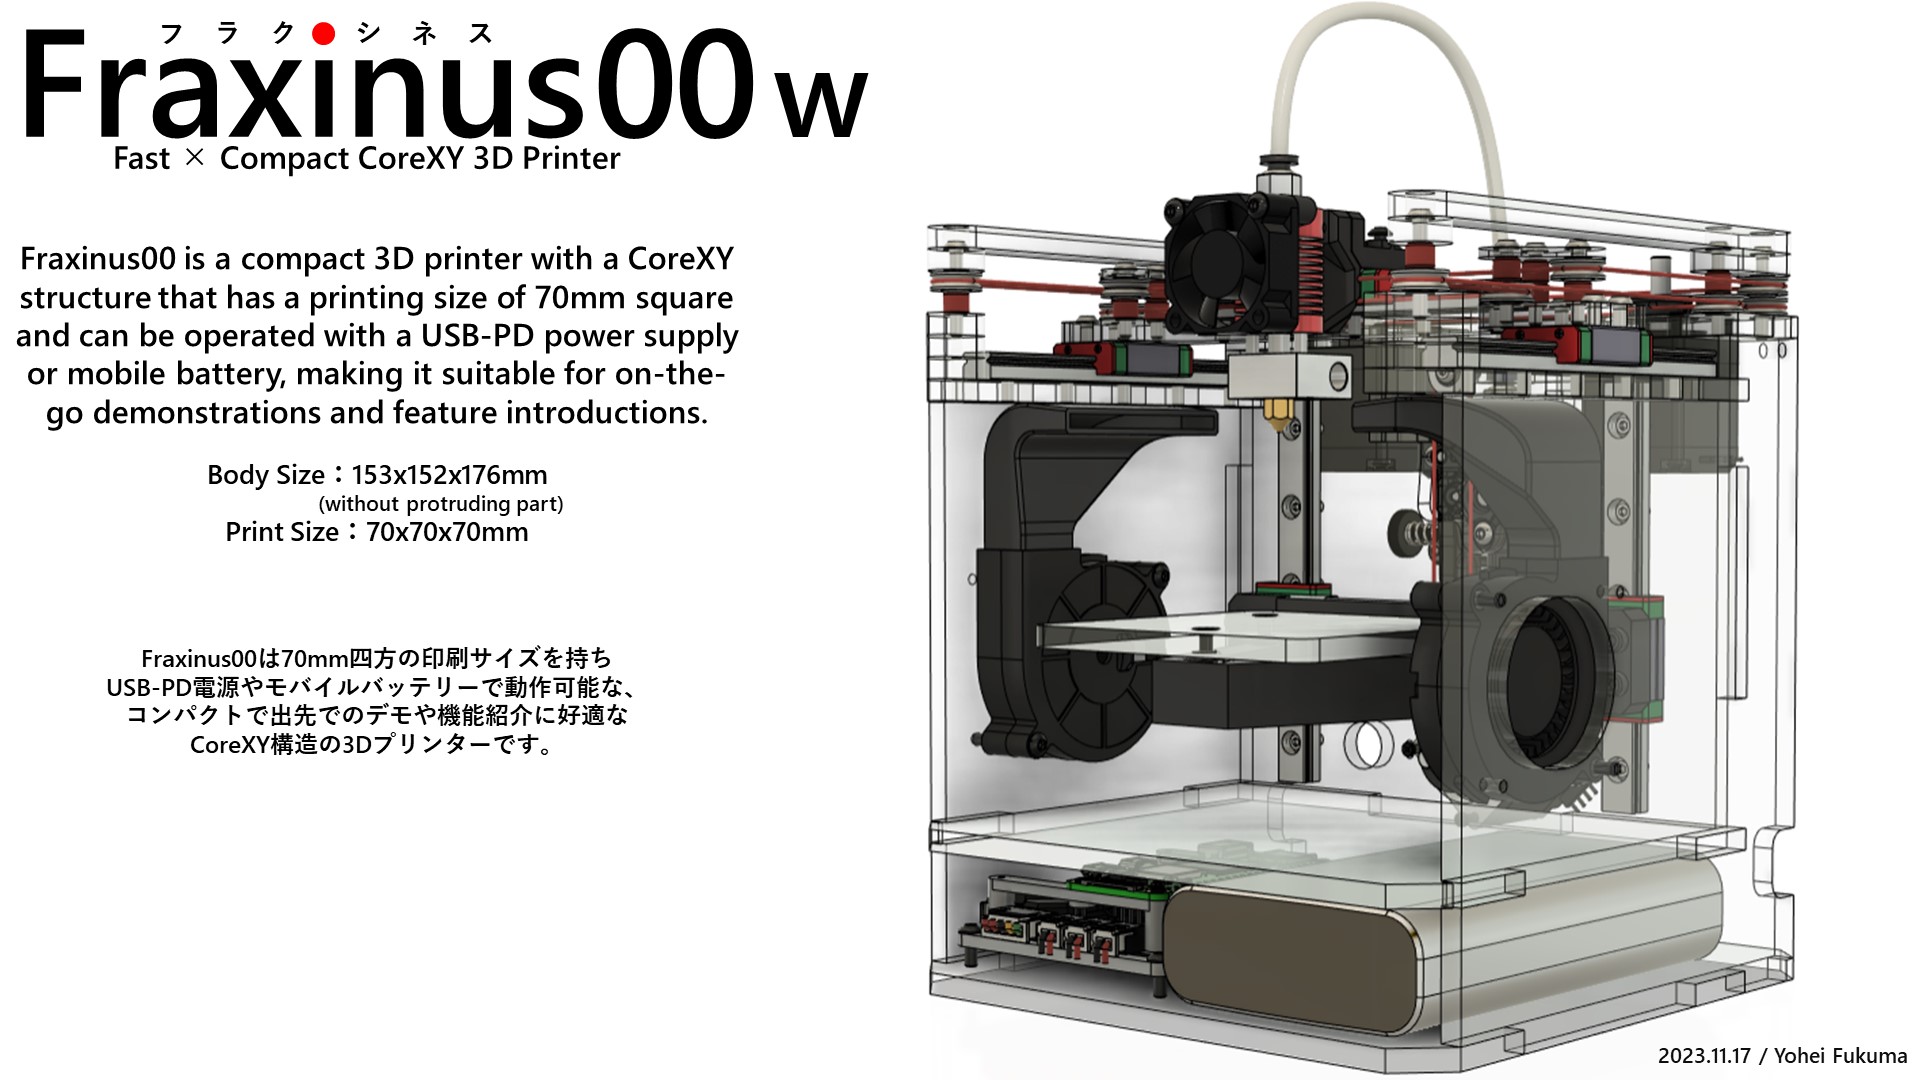 フラクシネス
Fraxinus00 w
Fast × Compact CoreXY 3D Printer
Fraxinus00 is a compact 3D printer with a CoreXY
structure that has a printing size of 70mm square
and can be operated with a USB-PD power supply
or mobile battery, making it suitable for on-the-
go demonstrations and feature introductions.
Body Size：153x152x176mm
(without protruding part)
Print Size：70x70x70mm
Fraxinus00は70mm四方の印刷サイズを持ち
USB-PD電源やモバイルバッテリーで動作可能な、
コンパクトで出先でのデモや機能紹介に好適な
CoreXY構造の3Dプリンターです。
2023.11.17 / Yohei Fukuma